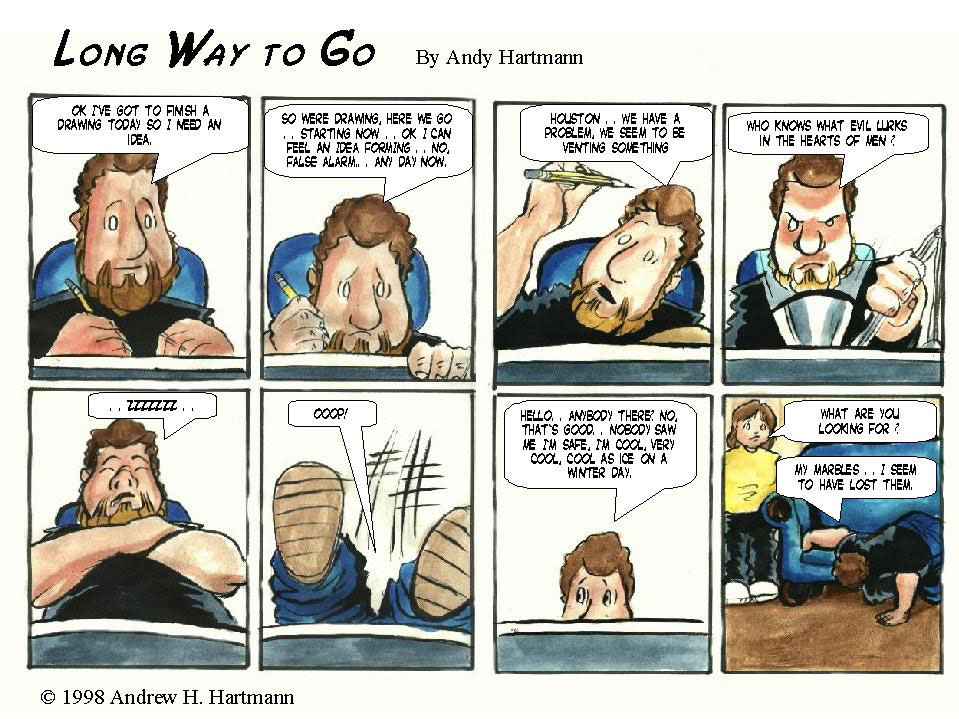 LONG WAY TO GO By Andy Hartmann
OK I'VE GOT TO FINISH A
DRAWING TODAY SO I NEED AN
IDEA.
SO WERE DRAWING, HERE WE GO
. . STARTING NOW . . OK I CAN
FEEL AN IDEA FORMING . . NO,
FALSE ALARM. . . ANY DAY NOW.
HOUSTON . . WE HAVE A
PROBLEM, WE SEEM TO BE
VENTING SOMETHING
WHO KNOWS WHAT EVIL LURKS
IN THE HEARTS OF MEN ?
. . ZZZZZZZ . .
OOOP!
HELLO. . ANYBODY THERE? NO,
THAT'S GOOD. . NOBODY SAW
ME I'M SAFE, I'M COOL, VERY
COOL, COOL AS ICE ON A
WINTER DAY.
WHAT ARE YOU
LOOKING FOR ?
MY MARBLES . . I SEEM
TO HAVE LOST THEM.
© 1998 Andrew H. Hartmann